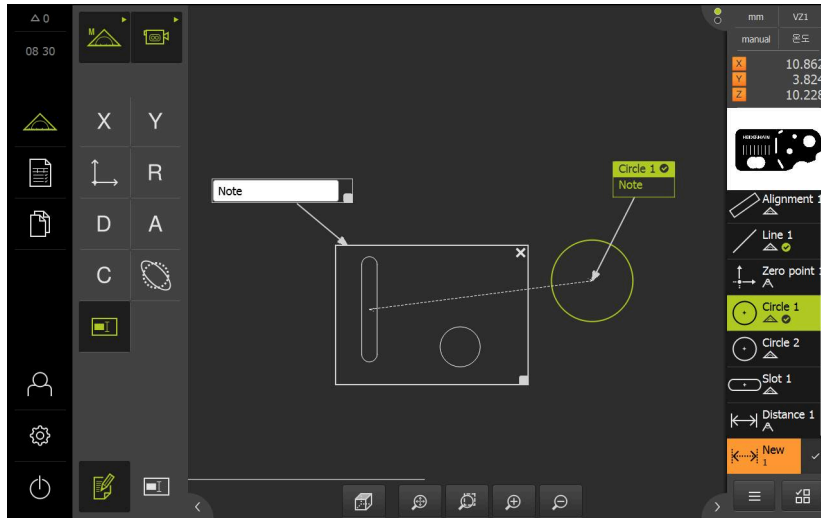 △ 0
08 30
M
X
Y
R
D
A
C
Note
Circle 1
Note
mm
VZ1
manual
온도
X 10.862
Y 3.824
Z 10.228
HEIDENHAIN
Alignment 1
Line 1
Zero point 1
Circle 1
Circle 2
Slot 1
Distance 1
New
1